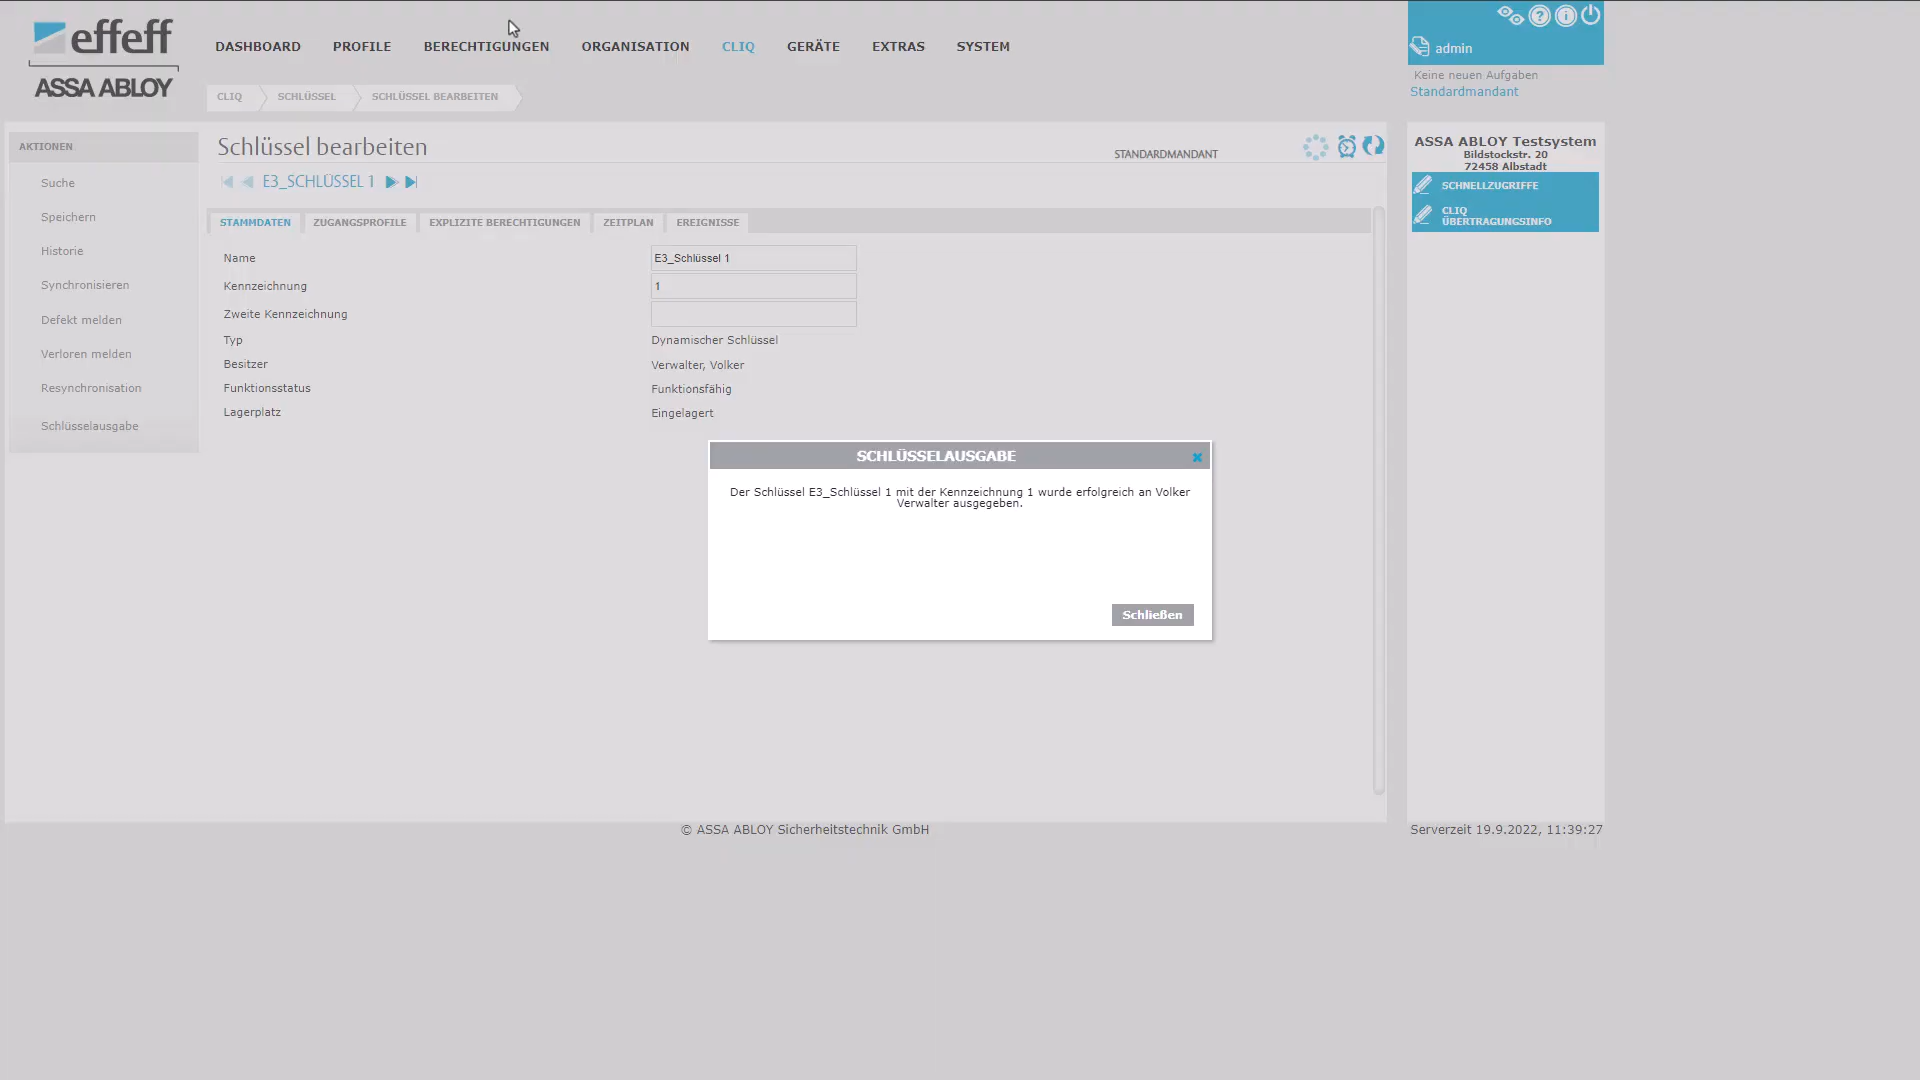 effeff
ASSA ABLOY
DASHBOARD PROFILE BERECHTIGUNGEN ORGANISATION CLIQ GERÄTE EXTRAS SYSTEM
admin
Keine neuen Aufgaben
Standardmandant
CLIQ SCHLÜSSEL SCHLÜSSEL BEARBEITEN
AKTIONEN
Suche
Speichern
Historie
Synchronisieren
Defekt melden
Verloren melden
Resynchronisation
Schlüsselausgabe
Schlüssel bearbeiten
STANDARDMANDANT
E3_SCHLÜSSEL 1
STAMMDATEN ZUGANGSPROFILE EXPLIZITE BERECHTIGUNGEN ZEITPLAN EREIGNISSE
Name E3_Schlüssel 1
Kennzeichnung 1
Zweite Kennzeichnung
Typ Dynamischer Schlüssel
Besitzer Verwalter, Volker
Funktionsstatus Funktionsfähig
Lagerplatz Eingelagert
SCHLÜSSELAUSGABE
Der Schlüssel E3_Schlüssel 1 mit der Kennzeichnung 1 wurde erfolgreich an Volker
Verwalter ausgegeben.
Schließen
ASSA ABLOY Testsystem
Bildstockstr. 20
72458 Albstadt
SCHNELLZUGRIFFE
CLIQ
ÜBERTRAGUNGSINFO
© ASSA ABLOY Sicherheitstechnik GmbH
Serverzeit 19.9.2022, 11:39:27